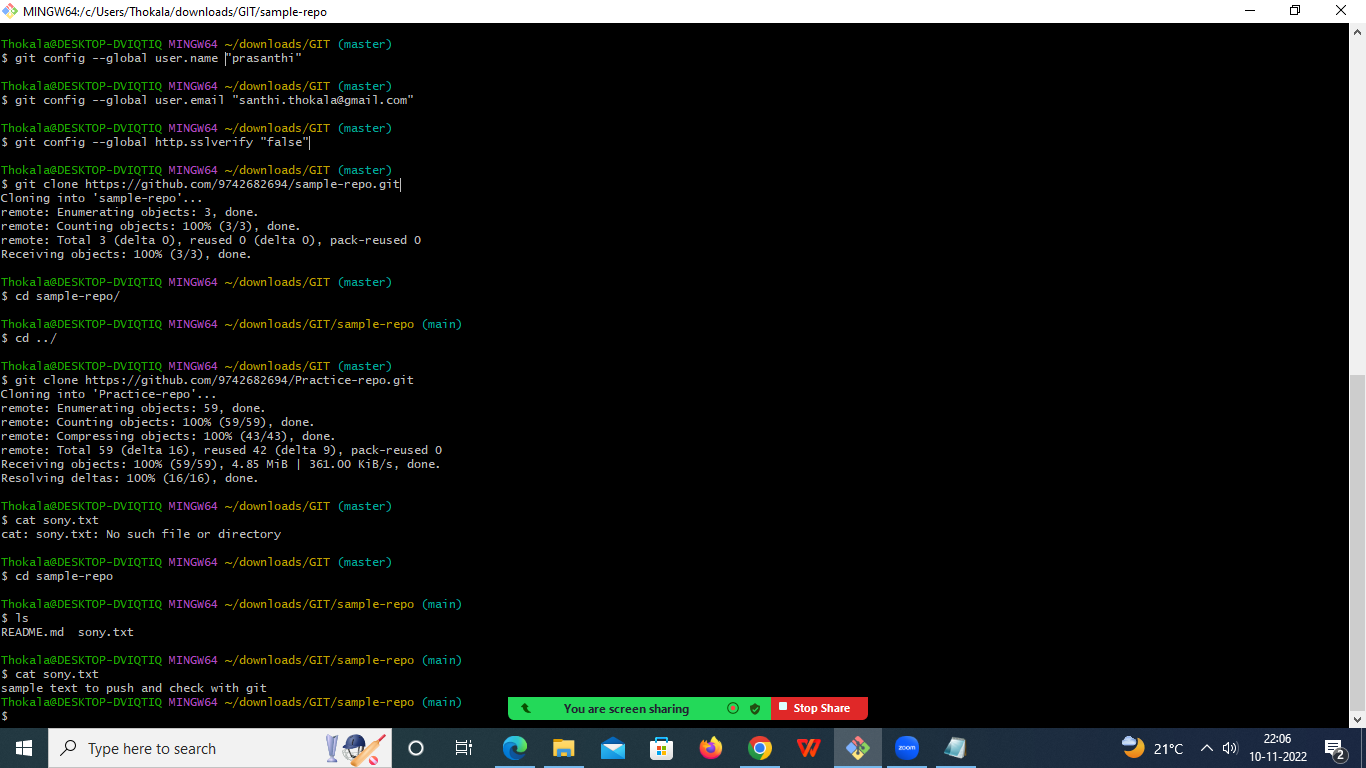 MINGW64:/c/Users/Thokala/downloads/GIT/sample-repo
Thokala@DESKTOP-DVIQTIQ MINGW64 ~/downloads/GIT (master)
$ git config --global user.name "prasanthi"
Thokala@DESKTOP-DVIQTIQ MINGW64 ~/downloads/GIT (master)
$ git config --global user.email "santhi.thokala@gmail.com"
Thokala@DESKTOP-DVIQTIQ MINGW64 ~/downloads/GIT (master)
$ git config --global http.sslverify "false"
Thokala@DESKTOP-DVIQTIQ MINGW64 ~/downloads/GIT (master)
$ git clone https://github.com/9742682694/sample-repo.git
Cloning into 'sample-repo'...
remote: Enumerating objects: 3, done.
remote: Counting objects: 100% (3/3), done.
remote: Total 3 (delta 0), reused 0 (delta 0), pack-reused 0
Receiving objects: 100% (3/3), done.
Thokala@DESKTOP-DVIQTIQ MINGW64 ~/downloads/GIT (master)
$ cd sample-repo/
Thokala@DESKTOP-DVIQTIQ MINGW64 ~/downloads/GIT/sample-repo (main)
$ cd ../
Thokala@DESKTOP-DVIQTIQ MINGW64 ~/downloads/GIT (master)
$ git clone https://github.com/9742682694/Practice-repo.git
Cloning into 'Practice-repo'...
remote: Enumerating objects: 59, done.
remote: Counting objects: 100% (59/59), done.
remote: Compressing objects: 100% (43/43), done.
remote: Total 59 (delta 16), reused 42 (delta 9), pack-reused 0
Receiving objects: 100% (59/59), 4.85 MiB | 361.00 KiB/s, done.
Resolving deltas: 100% (16/16), done.
Thokala@DESKTOP-DVIQTIQ MINGW64 ~/downloads/GIT (master)
$ cat sony.txt
cat: sony.txt: No such file or directory
Thokala@DESKTOP-DVIQTIQ MINGW64 ~/downloads/GIT (master)
$ cd sample-repo
Thokala@DESKTOP-DVIQTIQ MINGW64 ~/downloads/GIT/sample-repo (main)
$ ls
README.md  sony.txt
Thokala@DESKTOP-DVIQTIQ MINGW64 ~/downloads/GIT/sample-repo (main)
$ cat sony.txt
sample text to push and check with git
Thokala@DESKTOP-DVIQTIQ MINGW64 ~/downloads/GIT/sample-repo (main)
$
You are screen sharing Stop Share
Type here to search
zoom
21°C
22:06
10-11-2022
2